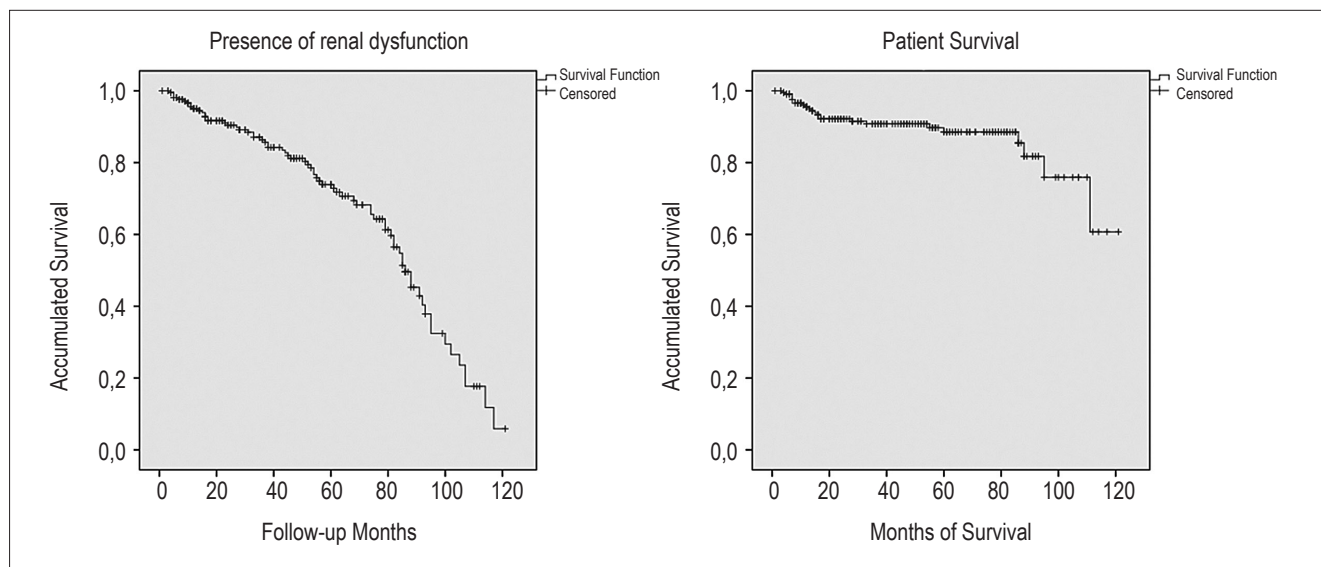 Presence of renal dysfunction
Survival Function
Censored
1,0
0,8
0,6
0,4
0,2
0,0
Accumulated Survival
0 20 40 60 80 100 120
Follow-up Months
Patient Survival
Survival Function
Censored
1,0
0,8
0,6
0,4
0,2
0,0
Accumulated Survival
0 20 40 60 80 100 120
Months of Survival